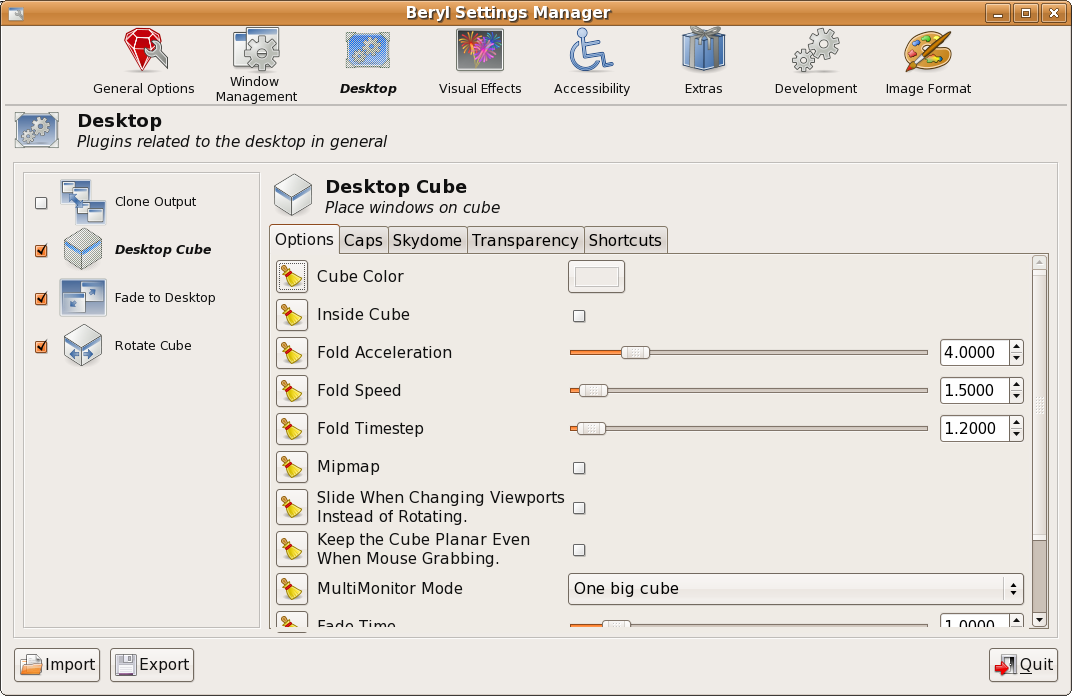 Beryl Settings Manager
General Options
Window
Management
Desktop
Visual Effects
Accessibility
Extras
Development
Image Format
Desktop
Plugins related to the desktop in general
Clone Output
Desktop Cube
Fade to Desktop
Rotate Cube
Desktop Cube
Place windows on cube
Options Caps Skydome Transparency Shortcuts
Cube Color
Inside Cube
Fold Acceleration 4.0000
Fold Speed 1.5000
Fold Timestep 1.2000
Mipmap
Slide When Changing Viewports
Instead of Rotating.
Keep the Cube Planar Even
When Mouse Grabbing.
MultiMonitor Mode One big cube
Fade Time 1.0000
Import Export Quit